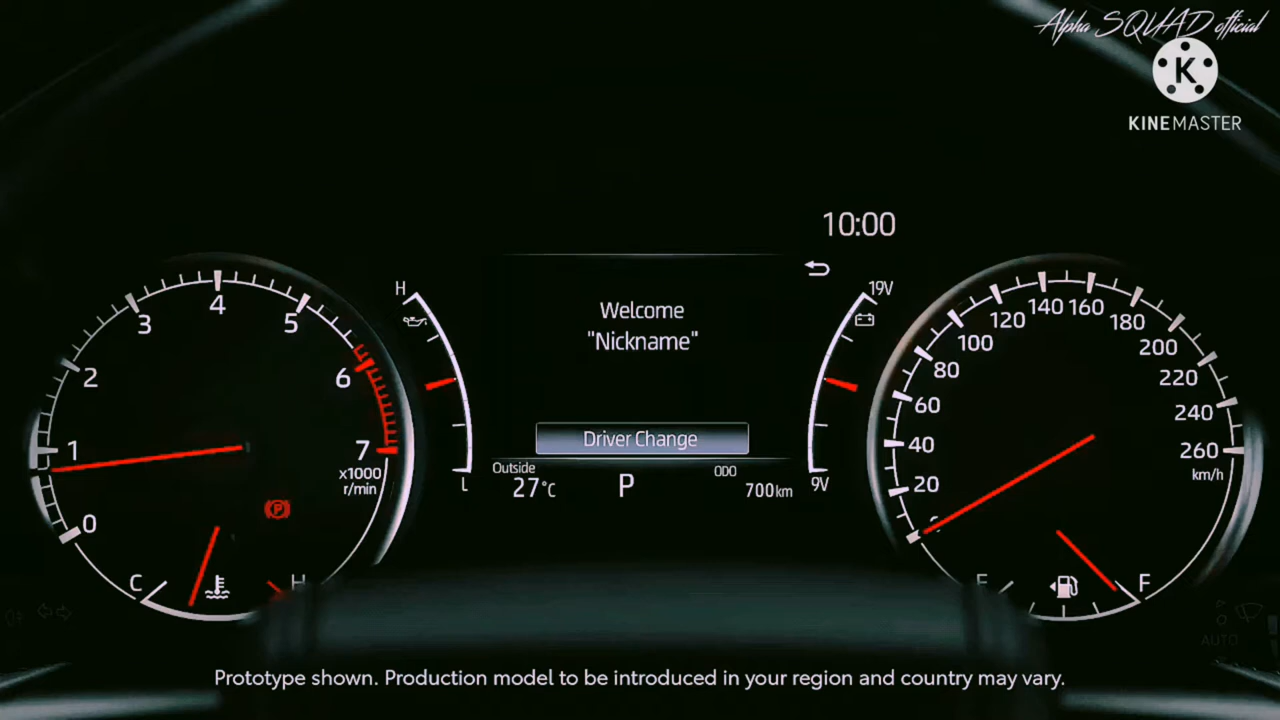 Alpha SQUAD official
K
KINEMASTER
10:00
4
3
5
2
6
1
7
x1000
r/min
0
P
C
H
H
L
Welcome
"Nickname"
Driver Change
Outside
27°C
P
ODO
700km
19V
9V
0
20
40
60
80
100
120
140
160
180
200
220
240
260
km/h
F
AUTO
Prototype shown. Production model to be introduced in your region and country may vary.